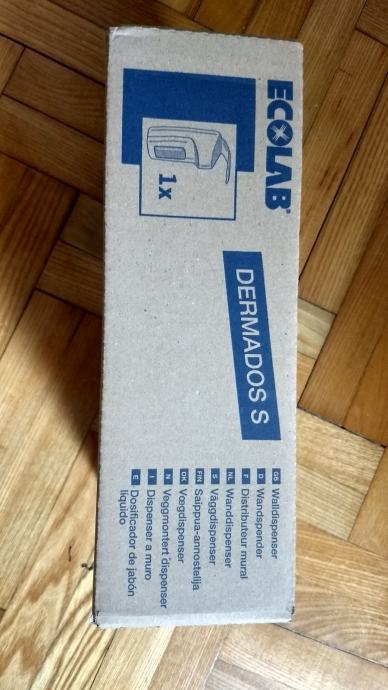 ECOLAB®
1x
DERMADOS S
GB Walldispenser
D Wandspender
F Distributeur mural
NL Wanddispenser
S Väggdispenser
FIN Saippua-annostelija
DK Vœgdispenser
N Veggmontert dispenser
I Dispenser a muro
E Dosificador de jabón
líquido